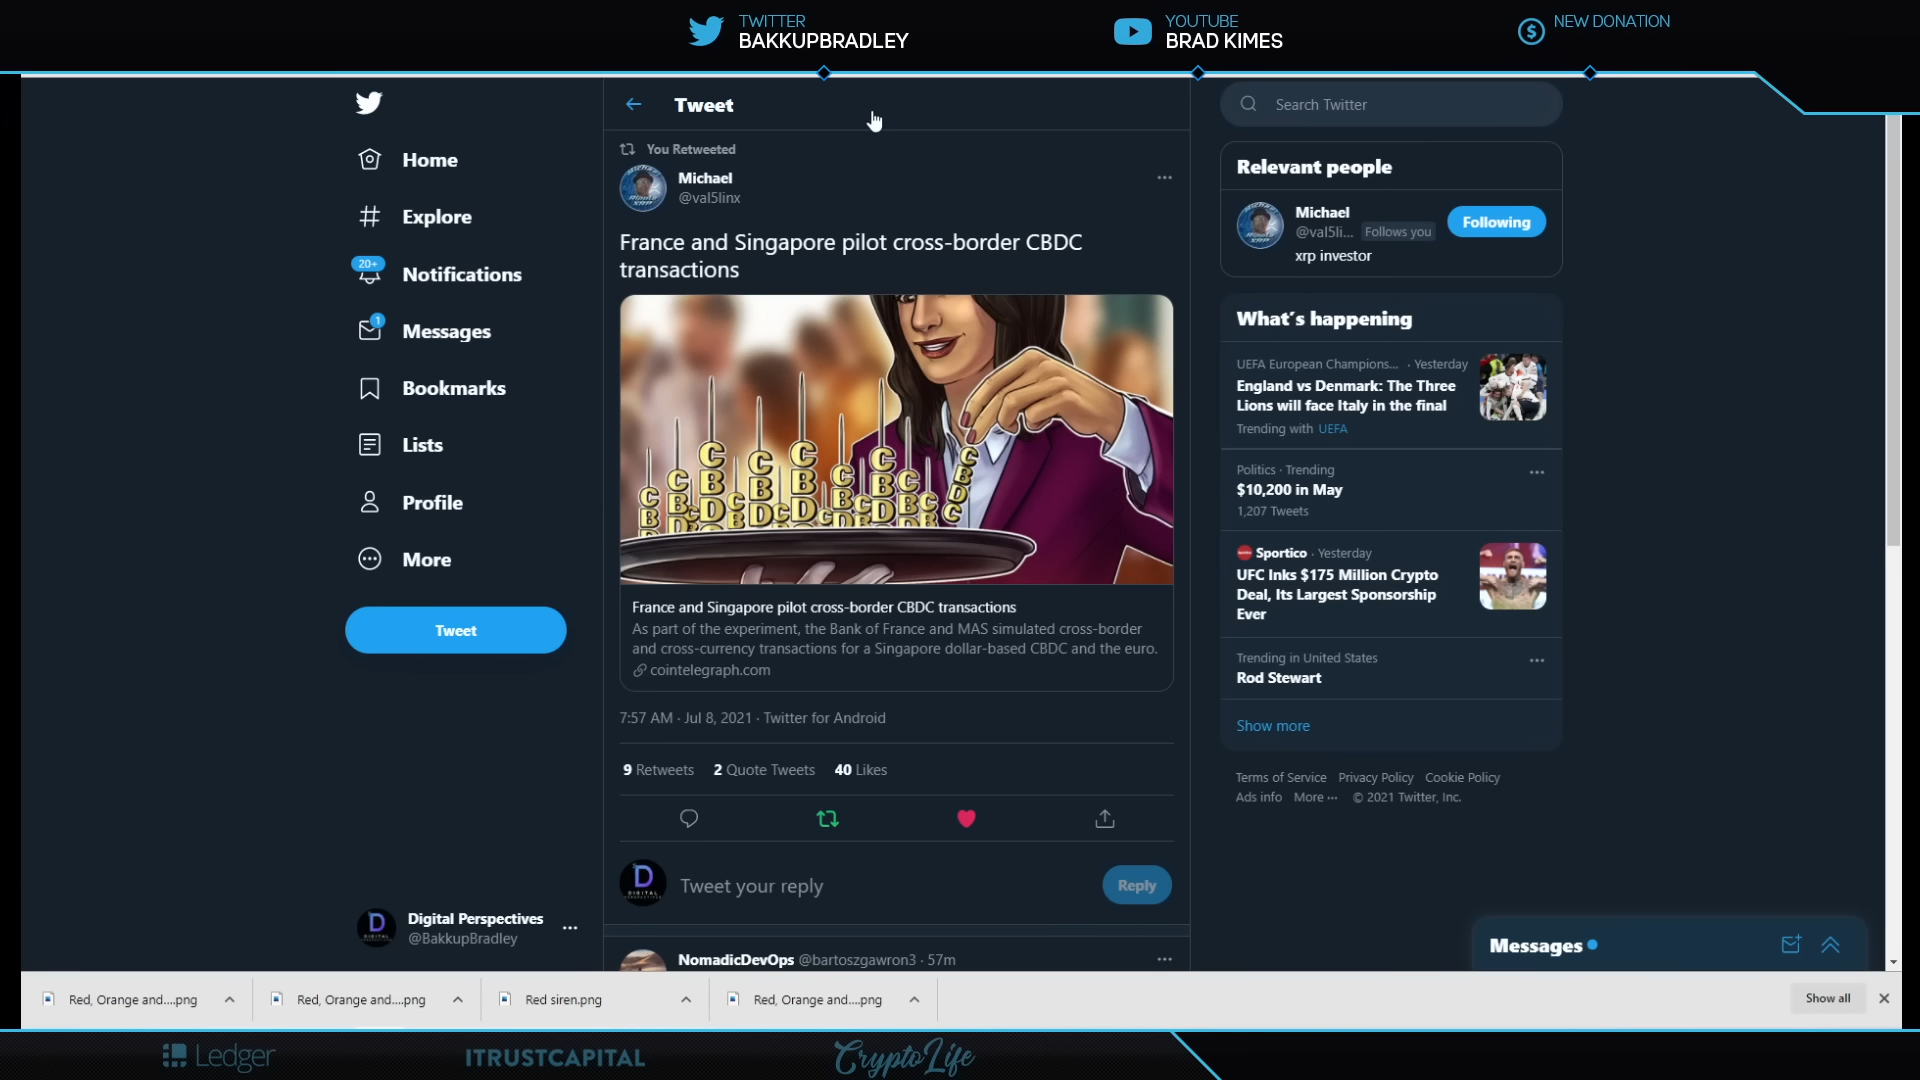 TWITTER
BAKKUPBRADLEY
YOUTUBE
BRAD KIMES
NEW DONATION
Home
Explore
20+
Notifications
1
Messages
Bookmarks
Lists
Profile
More
Tweet
Digital Perspectives
@BakkupBradley
Tweet
You Retweeted
Michael
@val5linx
France and Singapore pilot cross-border CBDC
transactions
France and Singapore pilot cross-border CBDC transactions
As part of the experiment, the Bank of France and MAS simulated cross-border
and cross-currency transactions for a Singapore dollar-based CBDC and the euro.
cointelegraph.com
7:57 AM · Jul 8, 2021 · Twitter for Android
9 Retweets 2 Quote Tweets 40 Likes
Tweet your reply
Reply
NomadicDevOps @bartoszgawron3 · 57m
Search Twitter
Relevant people
Michael
@val5li... Follows you
Following
xrp investor
What's happening
UEFA European Champions... · Yesterday
England vs Denmark: The Three
Lions will face Italy in the final
Trending with UEFA
Politics · Trending
$10,200 in May
1,207 Tweets
Sportico · Yesterday
UFC Inks $175 Million Crypto
Deal, Its Largest Sponsorship
Ever
Trending in United States
Rod Stewart
Show more
Terms of Service Privacy Policy Cookie Policy
Ads info More ··· © 2021 Twitter, Inc.
Messages
Red, Orange and....png
Red, Orange and....png
Red siren.png
Red, Orange and....png
Show all
Ledger
ITRUSTCAPITAL
CryptoLife